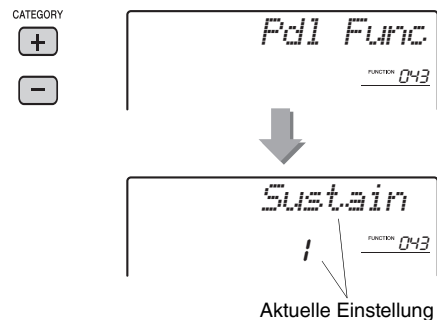 CATEGORY
+
−
Pdl Func
FUNCTION 043
Sustain
1
FUNCTION 043
Aktuelle Einstellung